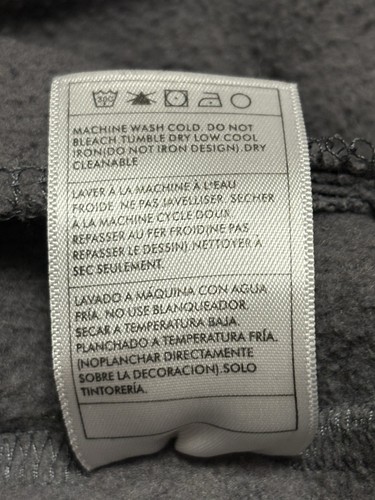 30C
MACHINE WASH COLD. DO NOT
BLEACH. TUMBLE DRY LOW. COOL
IRON(DO NOT IRON DESIGN). DRY
CLEANABLE
LAVER À LA MACHINE À L'EAU
FROIDE. NE PAS JAVELLISER. SECHER
À LA MACHINE CYCLE DOUX.
REPASSER AU FER FROID(NE PAS
REPASSER LE DESSIN). NETTOYER A
SEC SEULEMENT.
LAVADO A MÁQUINA CON AGUA
FRÍA. NO USE BLANQUEADOR.
SECAR A TEMPERATURA BAJA.
PLANCHADO A TEMPERATURA FRÍA.
(NOPLANCHAR DIRECTAMENTE
SOBRE LA DECORACION). SOLO
TINTORERÍA.